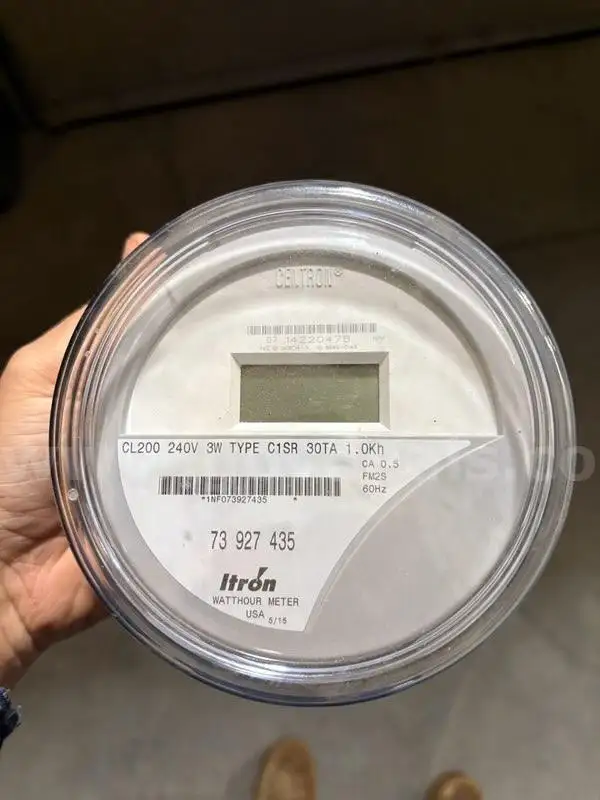 CENTRON®
CL200 240V 3W TYPE C1SR 30TA 1.0Kh
CA 0.5
FM2S
60Hz
*1NF073927435 *
73 927 435
Itron
WATTHOUR METER
USA 5/15